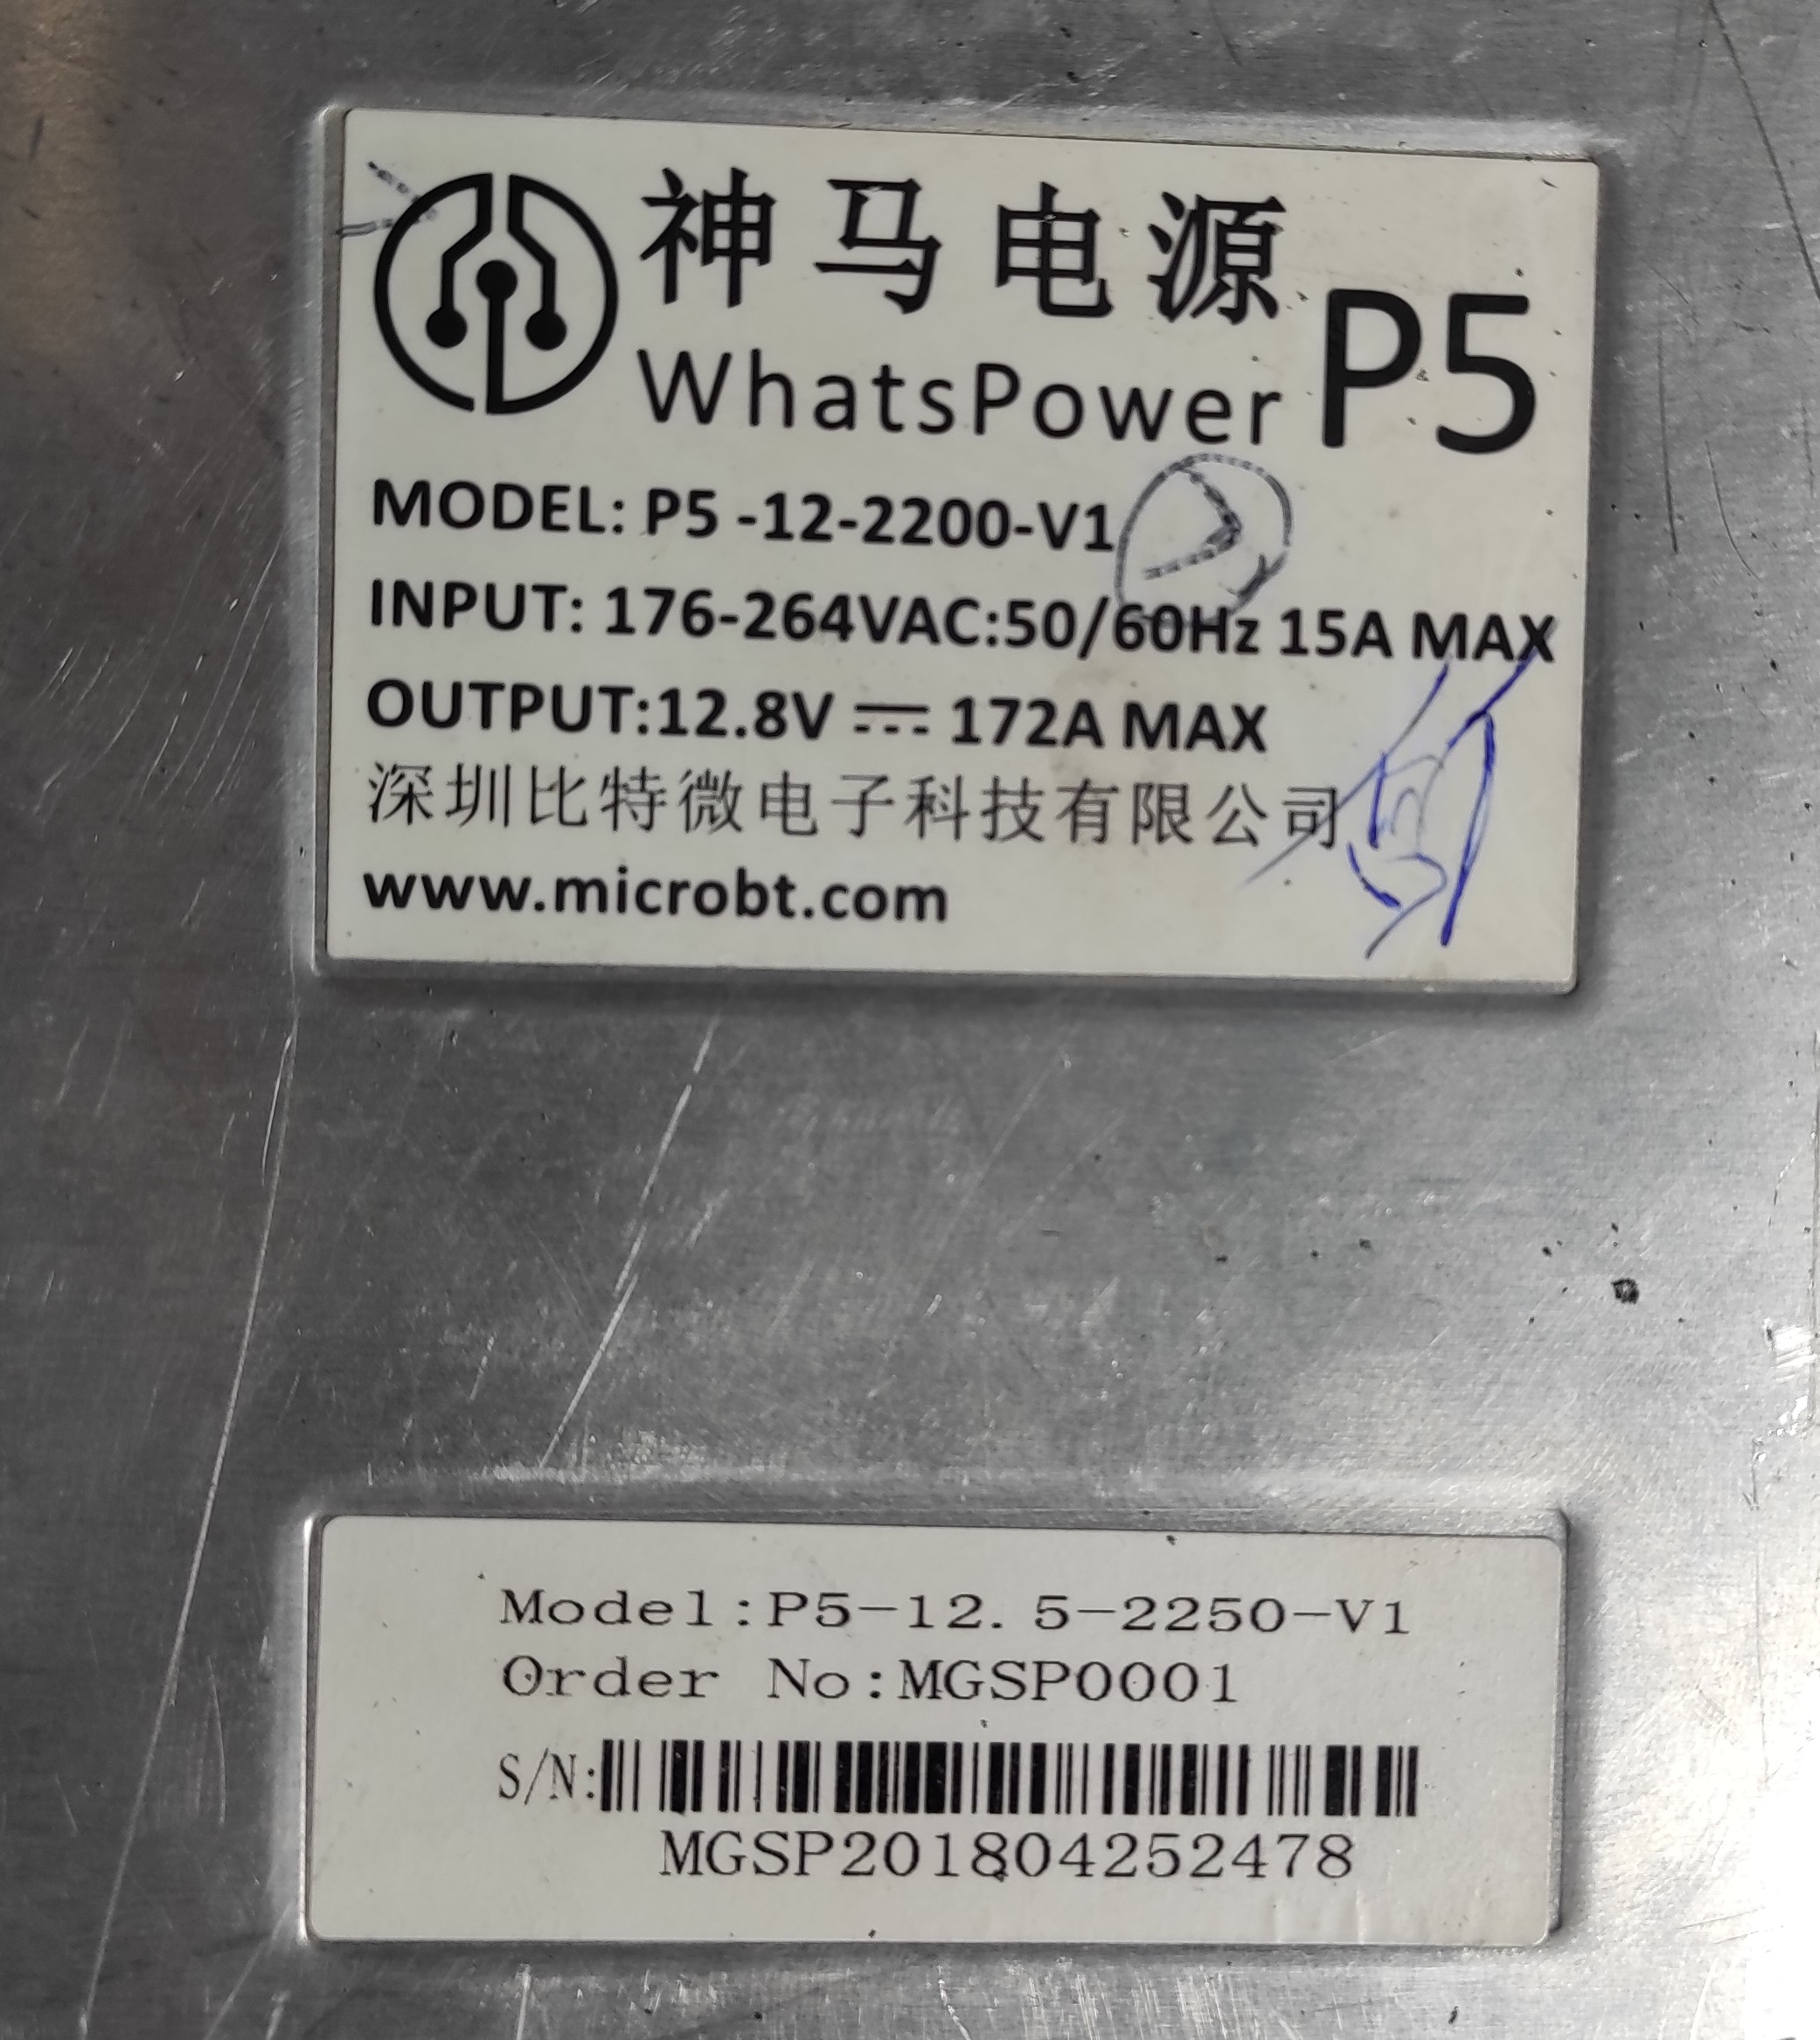 神马电源
WhatsPower P5
MODEL: P5 -12-2200-V1
INPUT: 176-264VAC:50/60Hz 15A MAX
OUTPUT:12.8V ⎓ 172A MAX
深圳比特微电子科技有限公司
www.microbt.com
Model:P5-12.5-2250-V1
Order No:MGSP0001
S/N:
MGSP201804252478